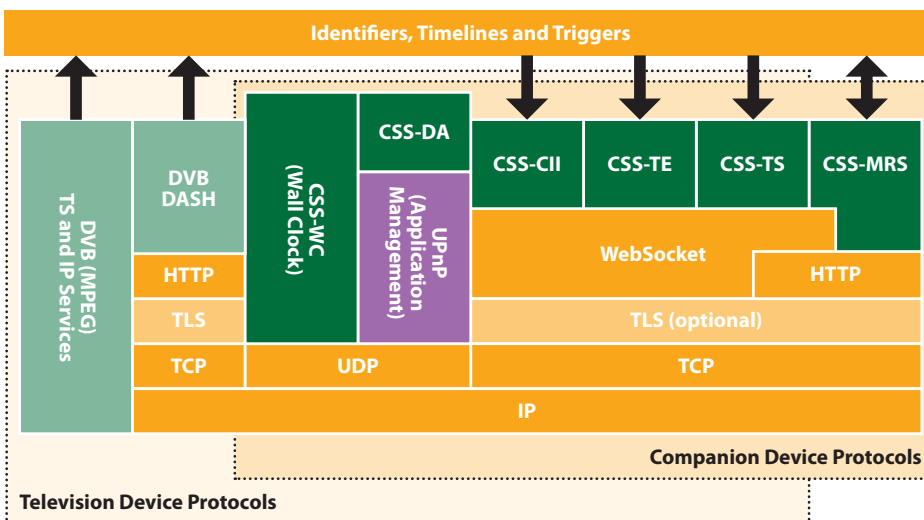 Identifiers, Timelines and Triggers
DVB (MPEG)
TS and IP Services
DVB
DASH
HTTP
TLS
TCP
CSS-WC
(Wall Clock)
CSS-DA
UPnP
(Application
Management)
UDP
CSS-CII
CSS-TE
CSS-TS
CSS-MRS
WebSocket
HTTP
TLS (optional)
TCP
IP
Companion Device Protocols
Television Device Protocols